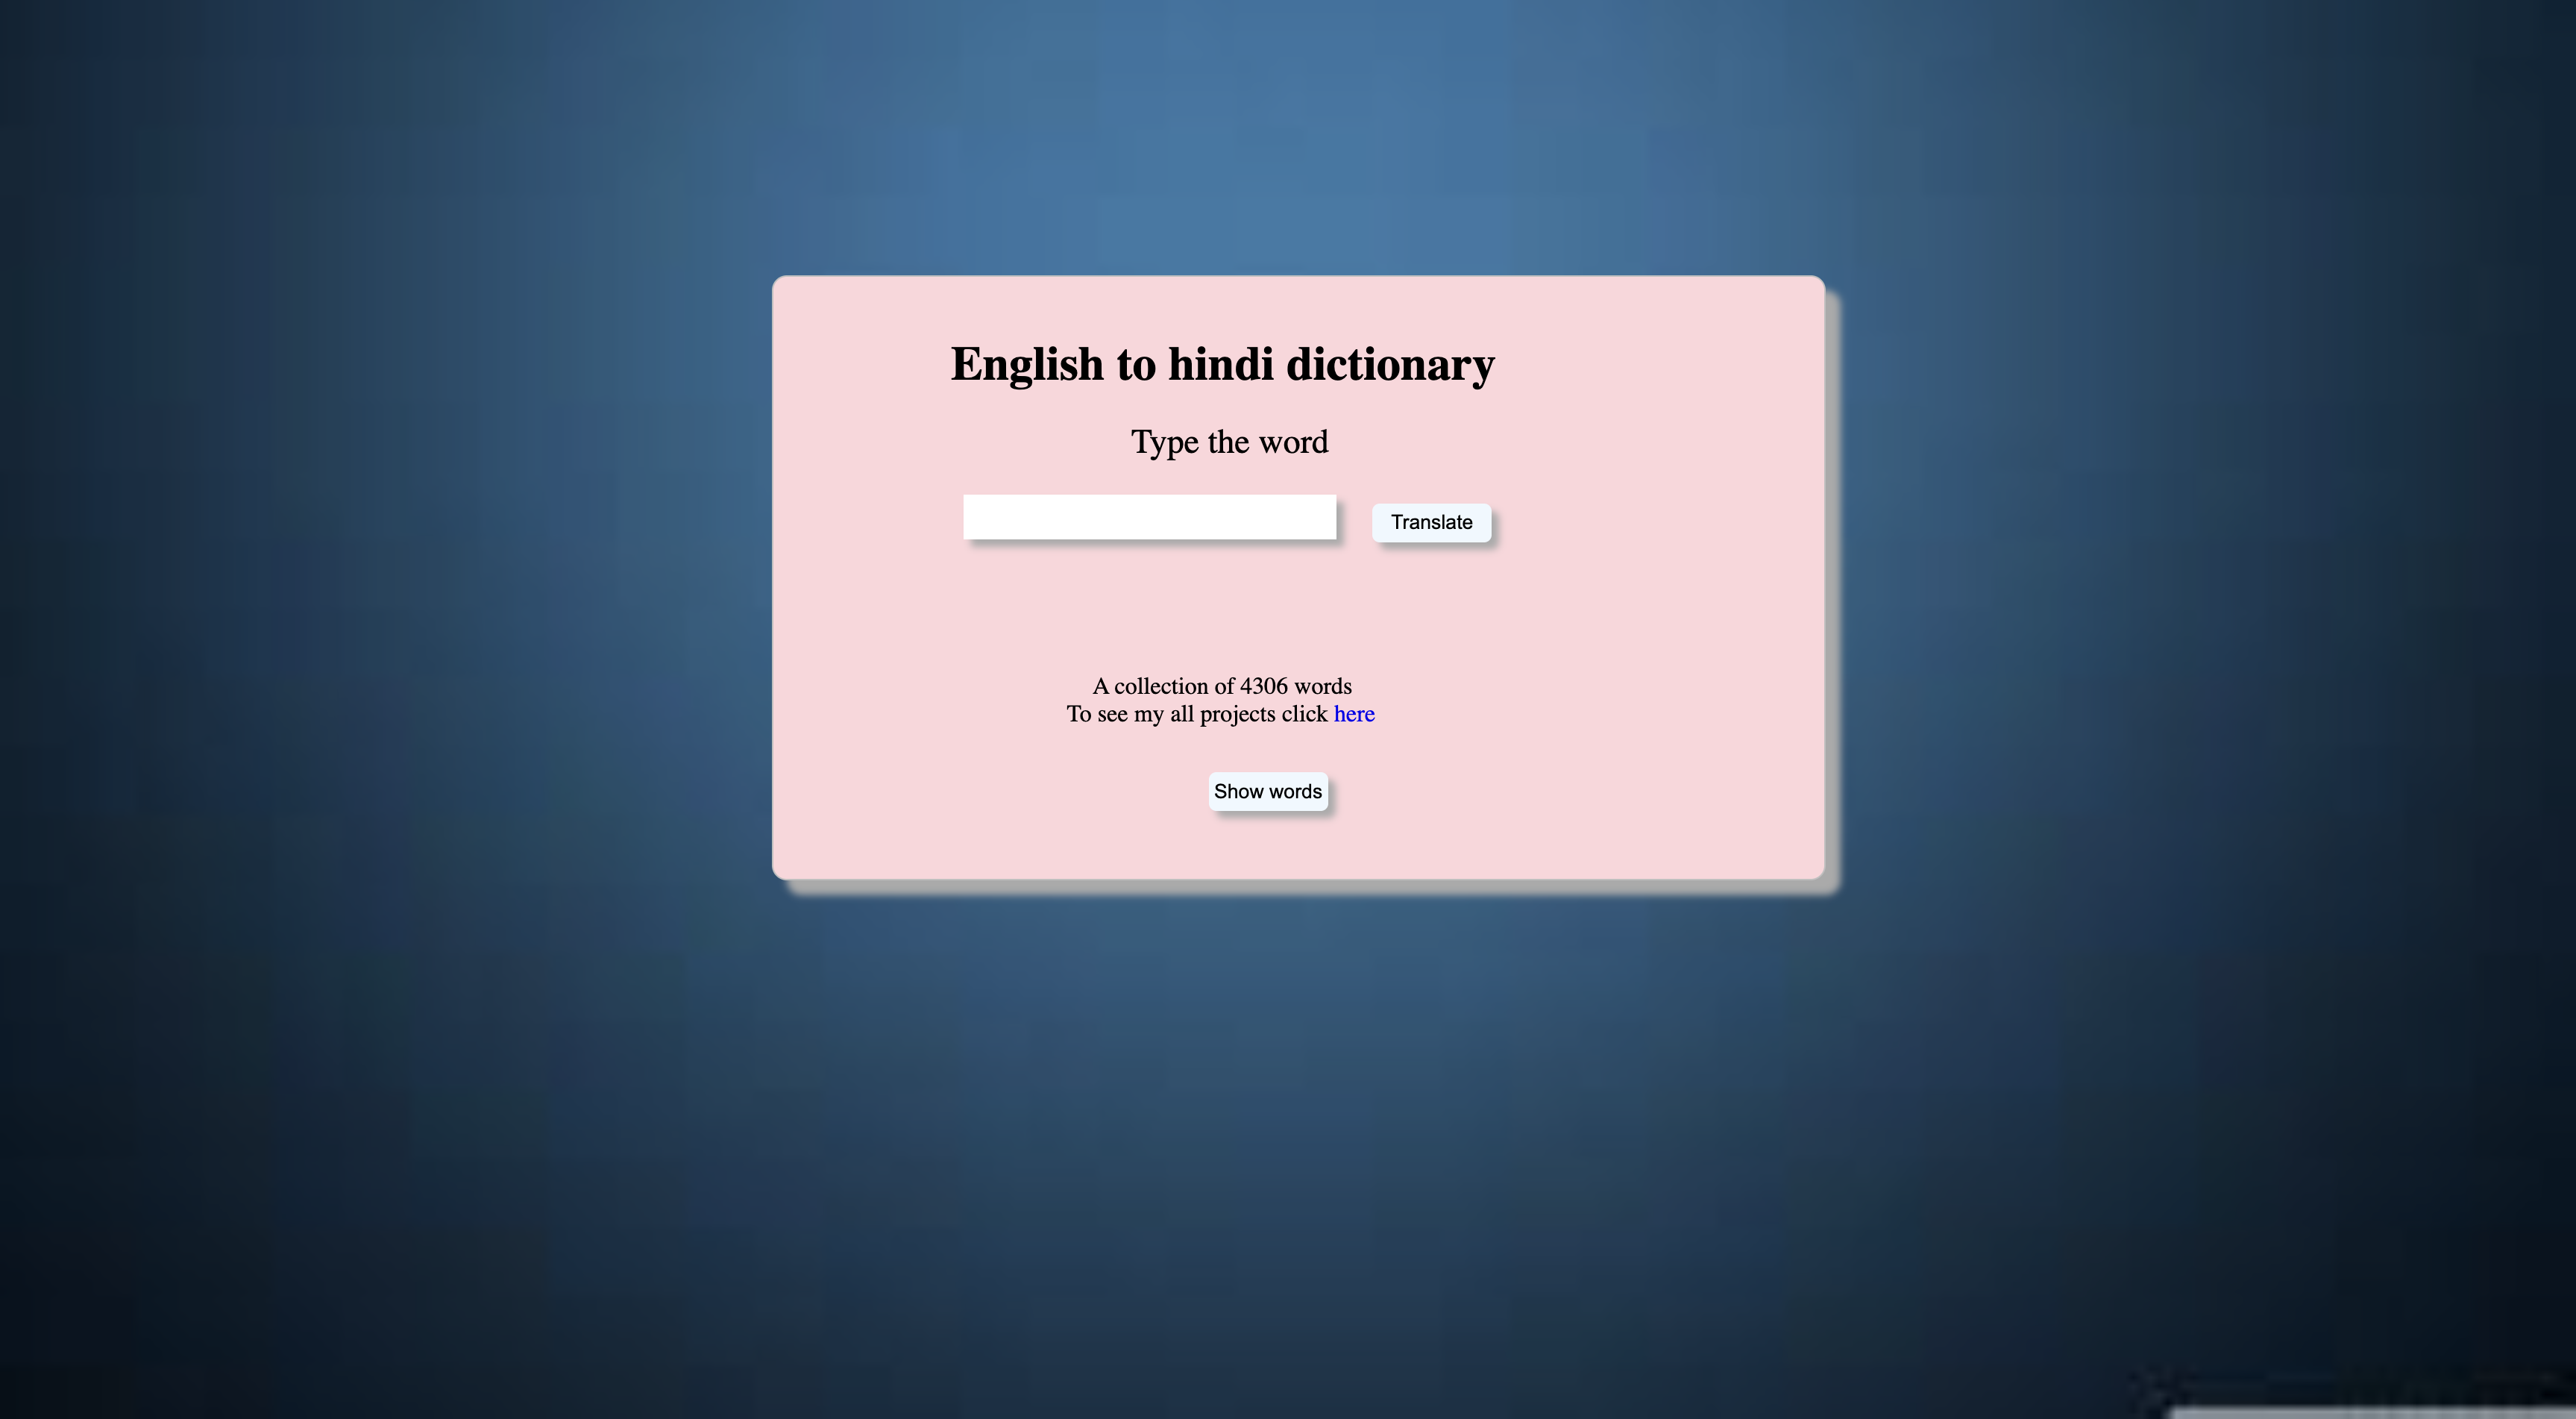 English to hindi dictionary
Type the word
Translate
A collection of 4306 words
To see my all projects click here
Show words